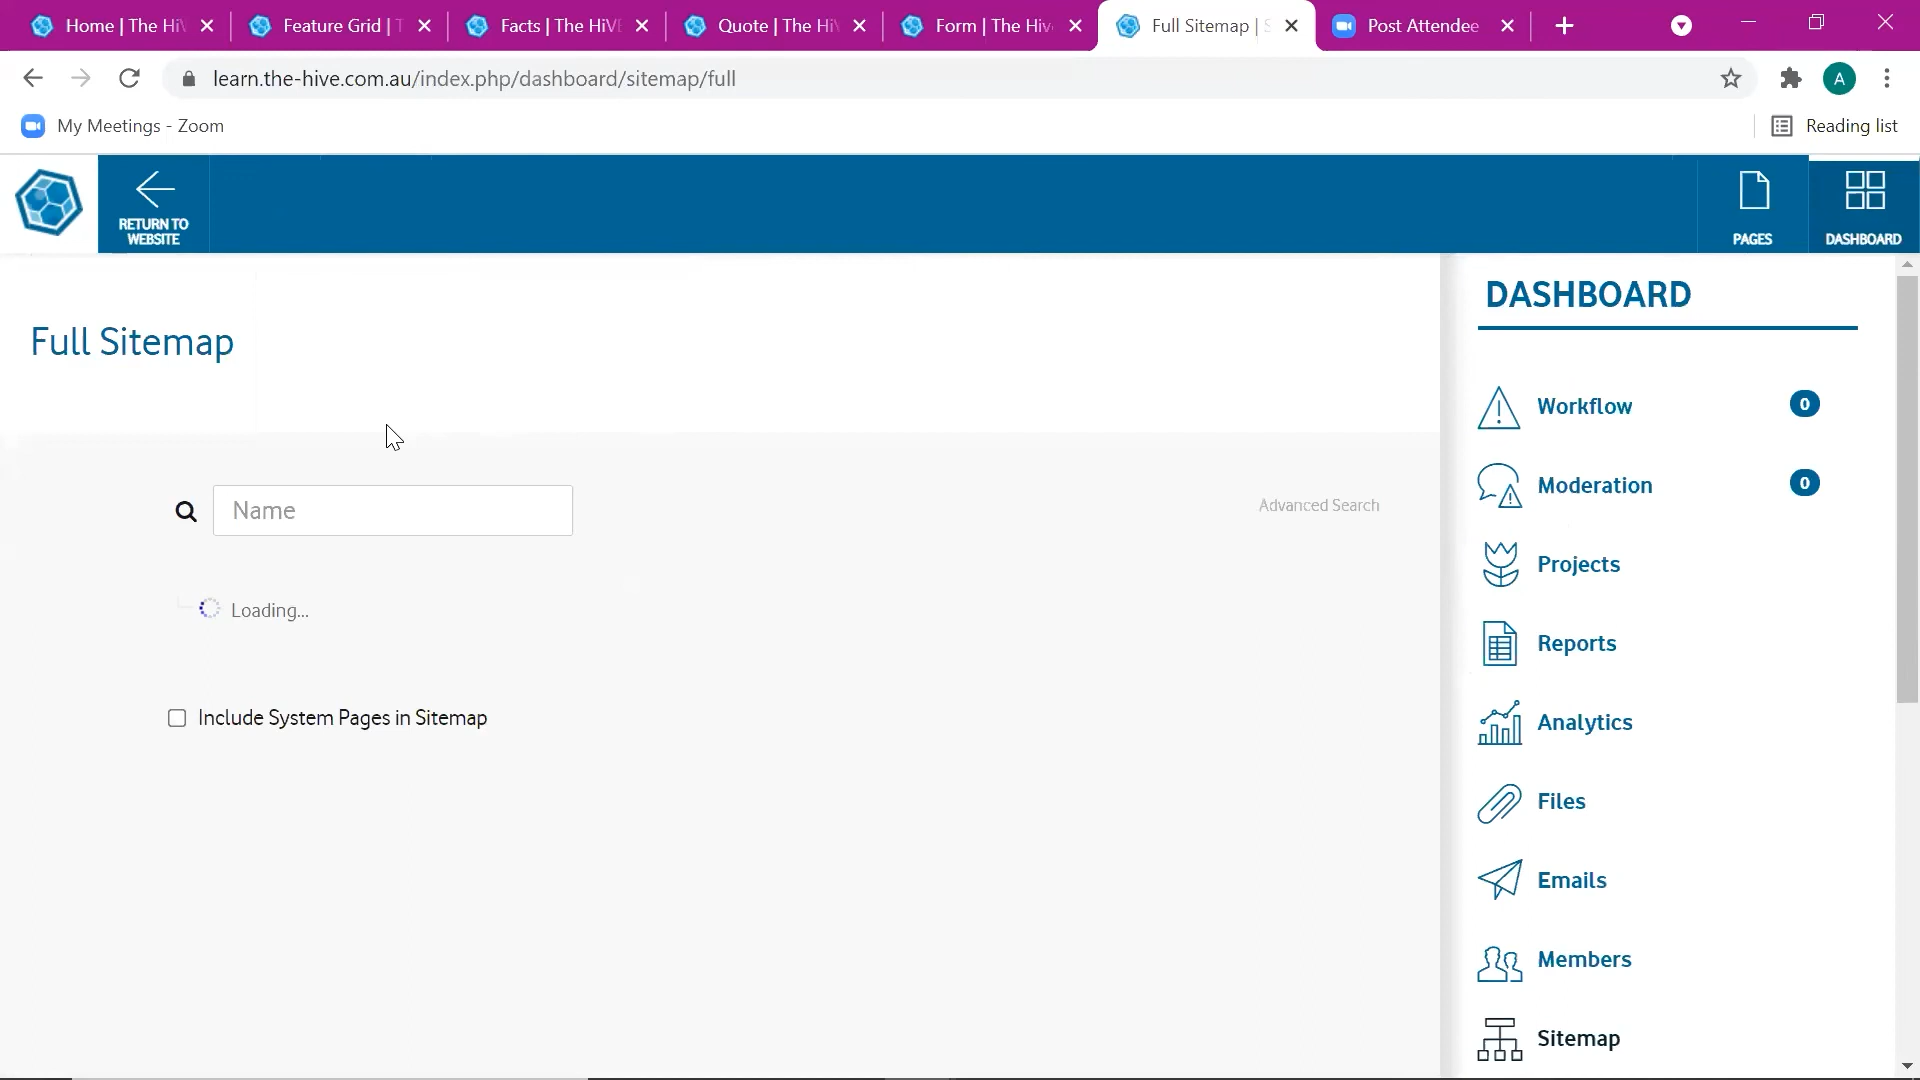 Home | The Hi
Feature Grid |
Facts | The HiVE
Quote | The Hi
Form | The Hiv
Full Sitemap | S
Post Attendee
learn.the-hive.com.au/index.php/dashboard/sitemap/full
A
My Meetings - Zoom
Reading list
RETURN TO
WEBSITE
PAGES
DASHBOARD
Full Sitemap
DASHBOARD
Workflow 0
Moderation 0
Name
Advanced Search
Projects
Loading...
Reports
Include System Pages in Sitemap
Analytics
Files
Emails
Members
Sitemap